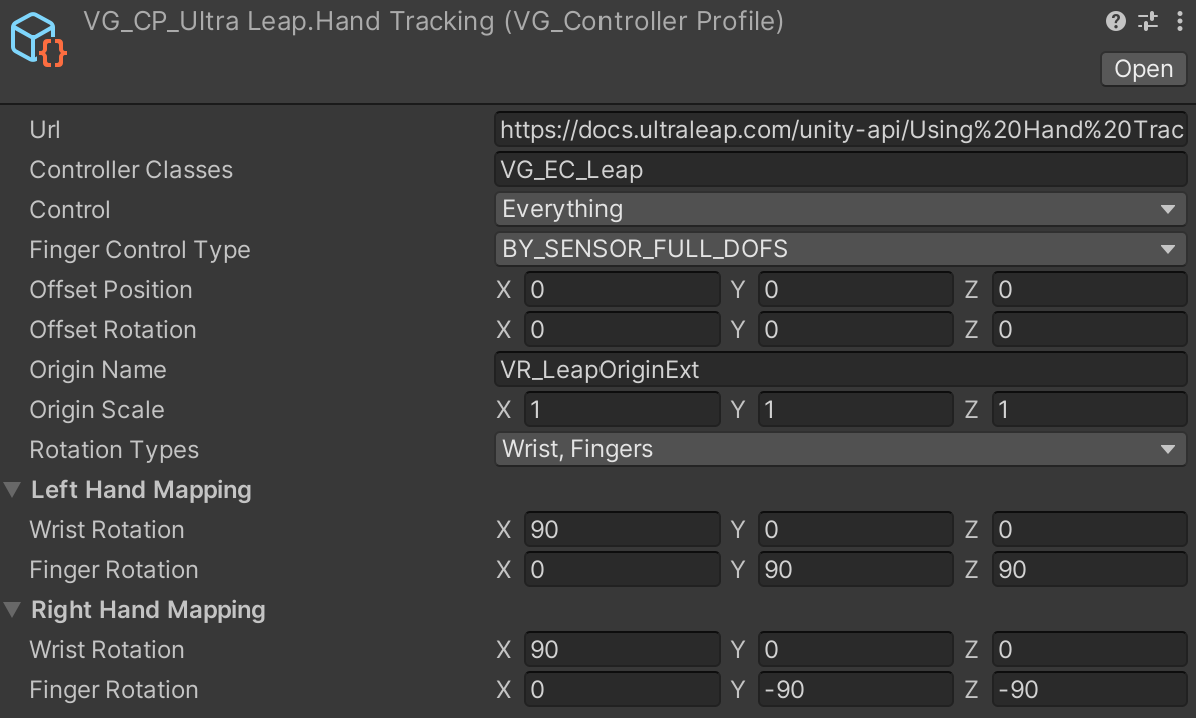 VG_CP_Ultra Leap.Hand Tracking (VG_Controller Profile)
Open
Url https://docs.ultraleap.com/unity-api/Using%20Hand%20Trac
Controller Classes VG_EC_Leap
Control Everything
Finger Control Type BY_SENSOR_FULL_DOFS
Offset Position X 0 Y 0 Z 0
Offset Rotation X 0 Y 0 Z 0
Origin Name VR_LeapOriginExt
Origin Scale X 1 Y 1 Z 1
Rotation Types Wrist, Fingers
Left Hand Mapping
Wrist Rotation X 90 Y 0 Z 0
Finger Rotation X 0 Y 90 Z 90
Right Hand Mapping
Wrist Rotation X 90 Y 0 Z 0
Finger Rotation X 0 Y -90 Z -90